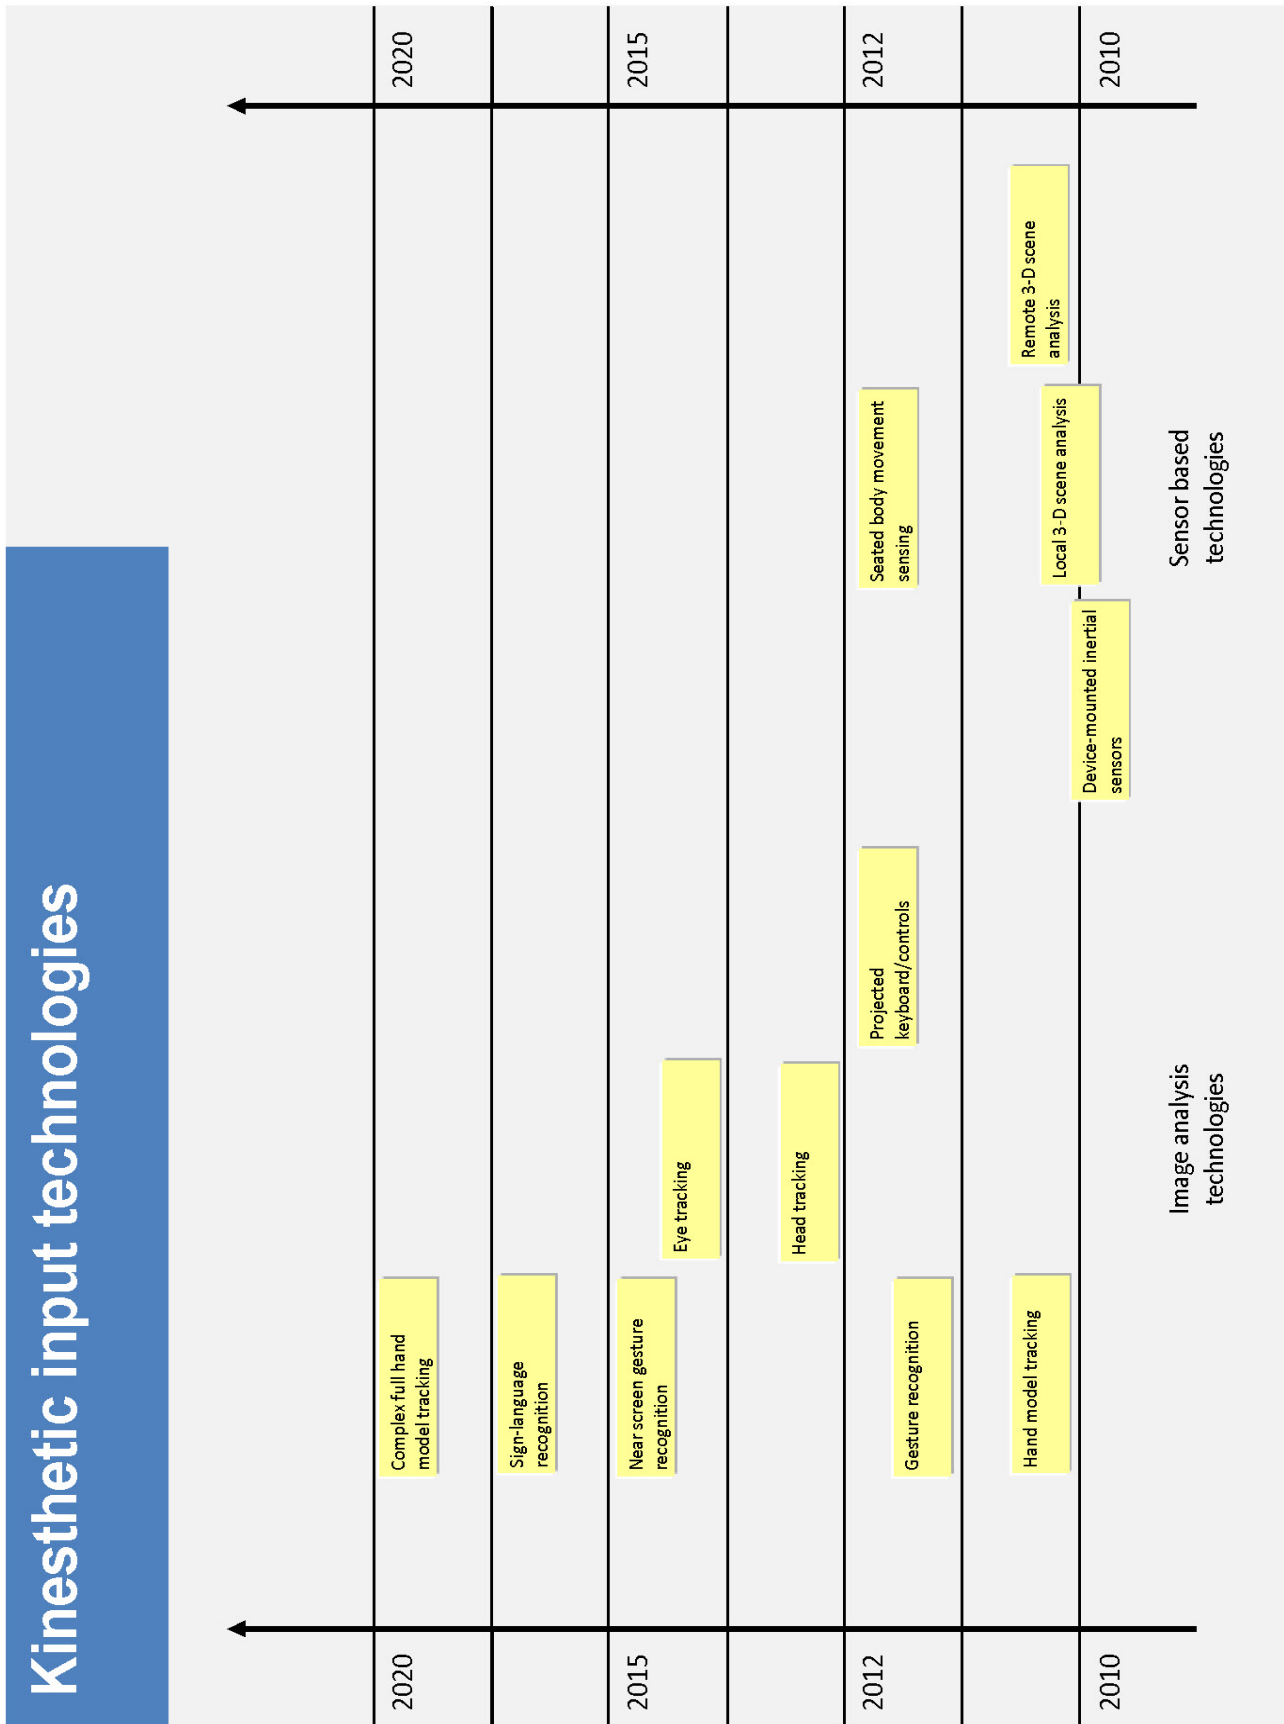 Kinesthetic input technologies
2020
2020
Complex full hand
model tracking
Sign-language
recognition
2015
2015
Near screen gesture
recognition
Eye tracking
Head tracking
2012
2012
Projected
keyboard/controls
Seated body movement
sensing
Gesture recognition
Hand model tracking
Remote 3-D scene
analysis
Local 3-D scene analysis
2010
2010
Device-mounted inertial
sensors
Image analysis
technologies
Sensor based
technologies